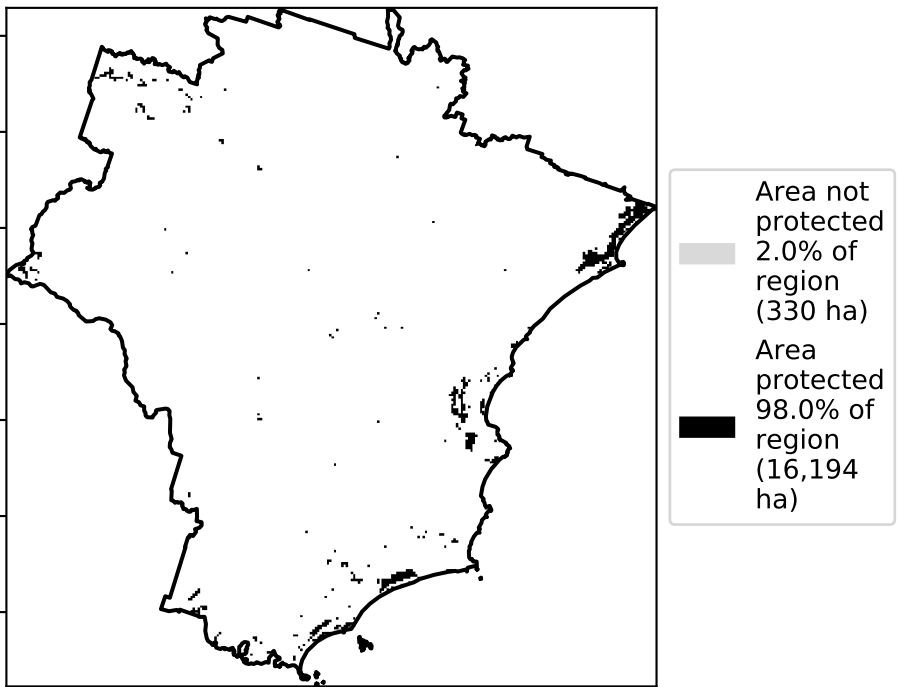 Area not
protected
2.0% of
region
(330 ha)
Area
protected
98.0% of
region
(16,194
ha)